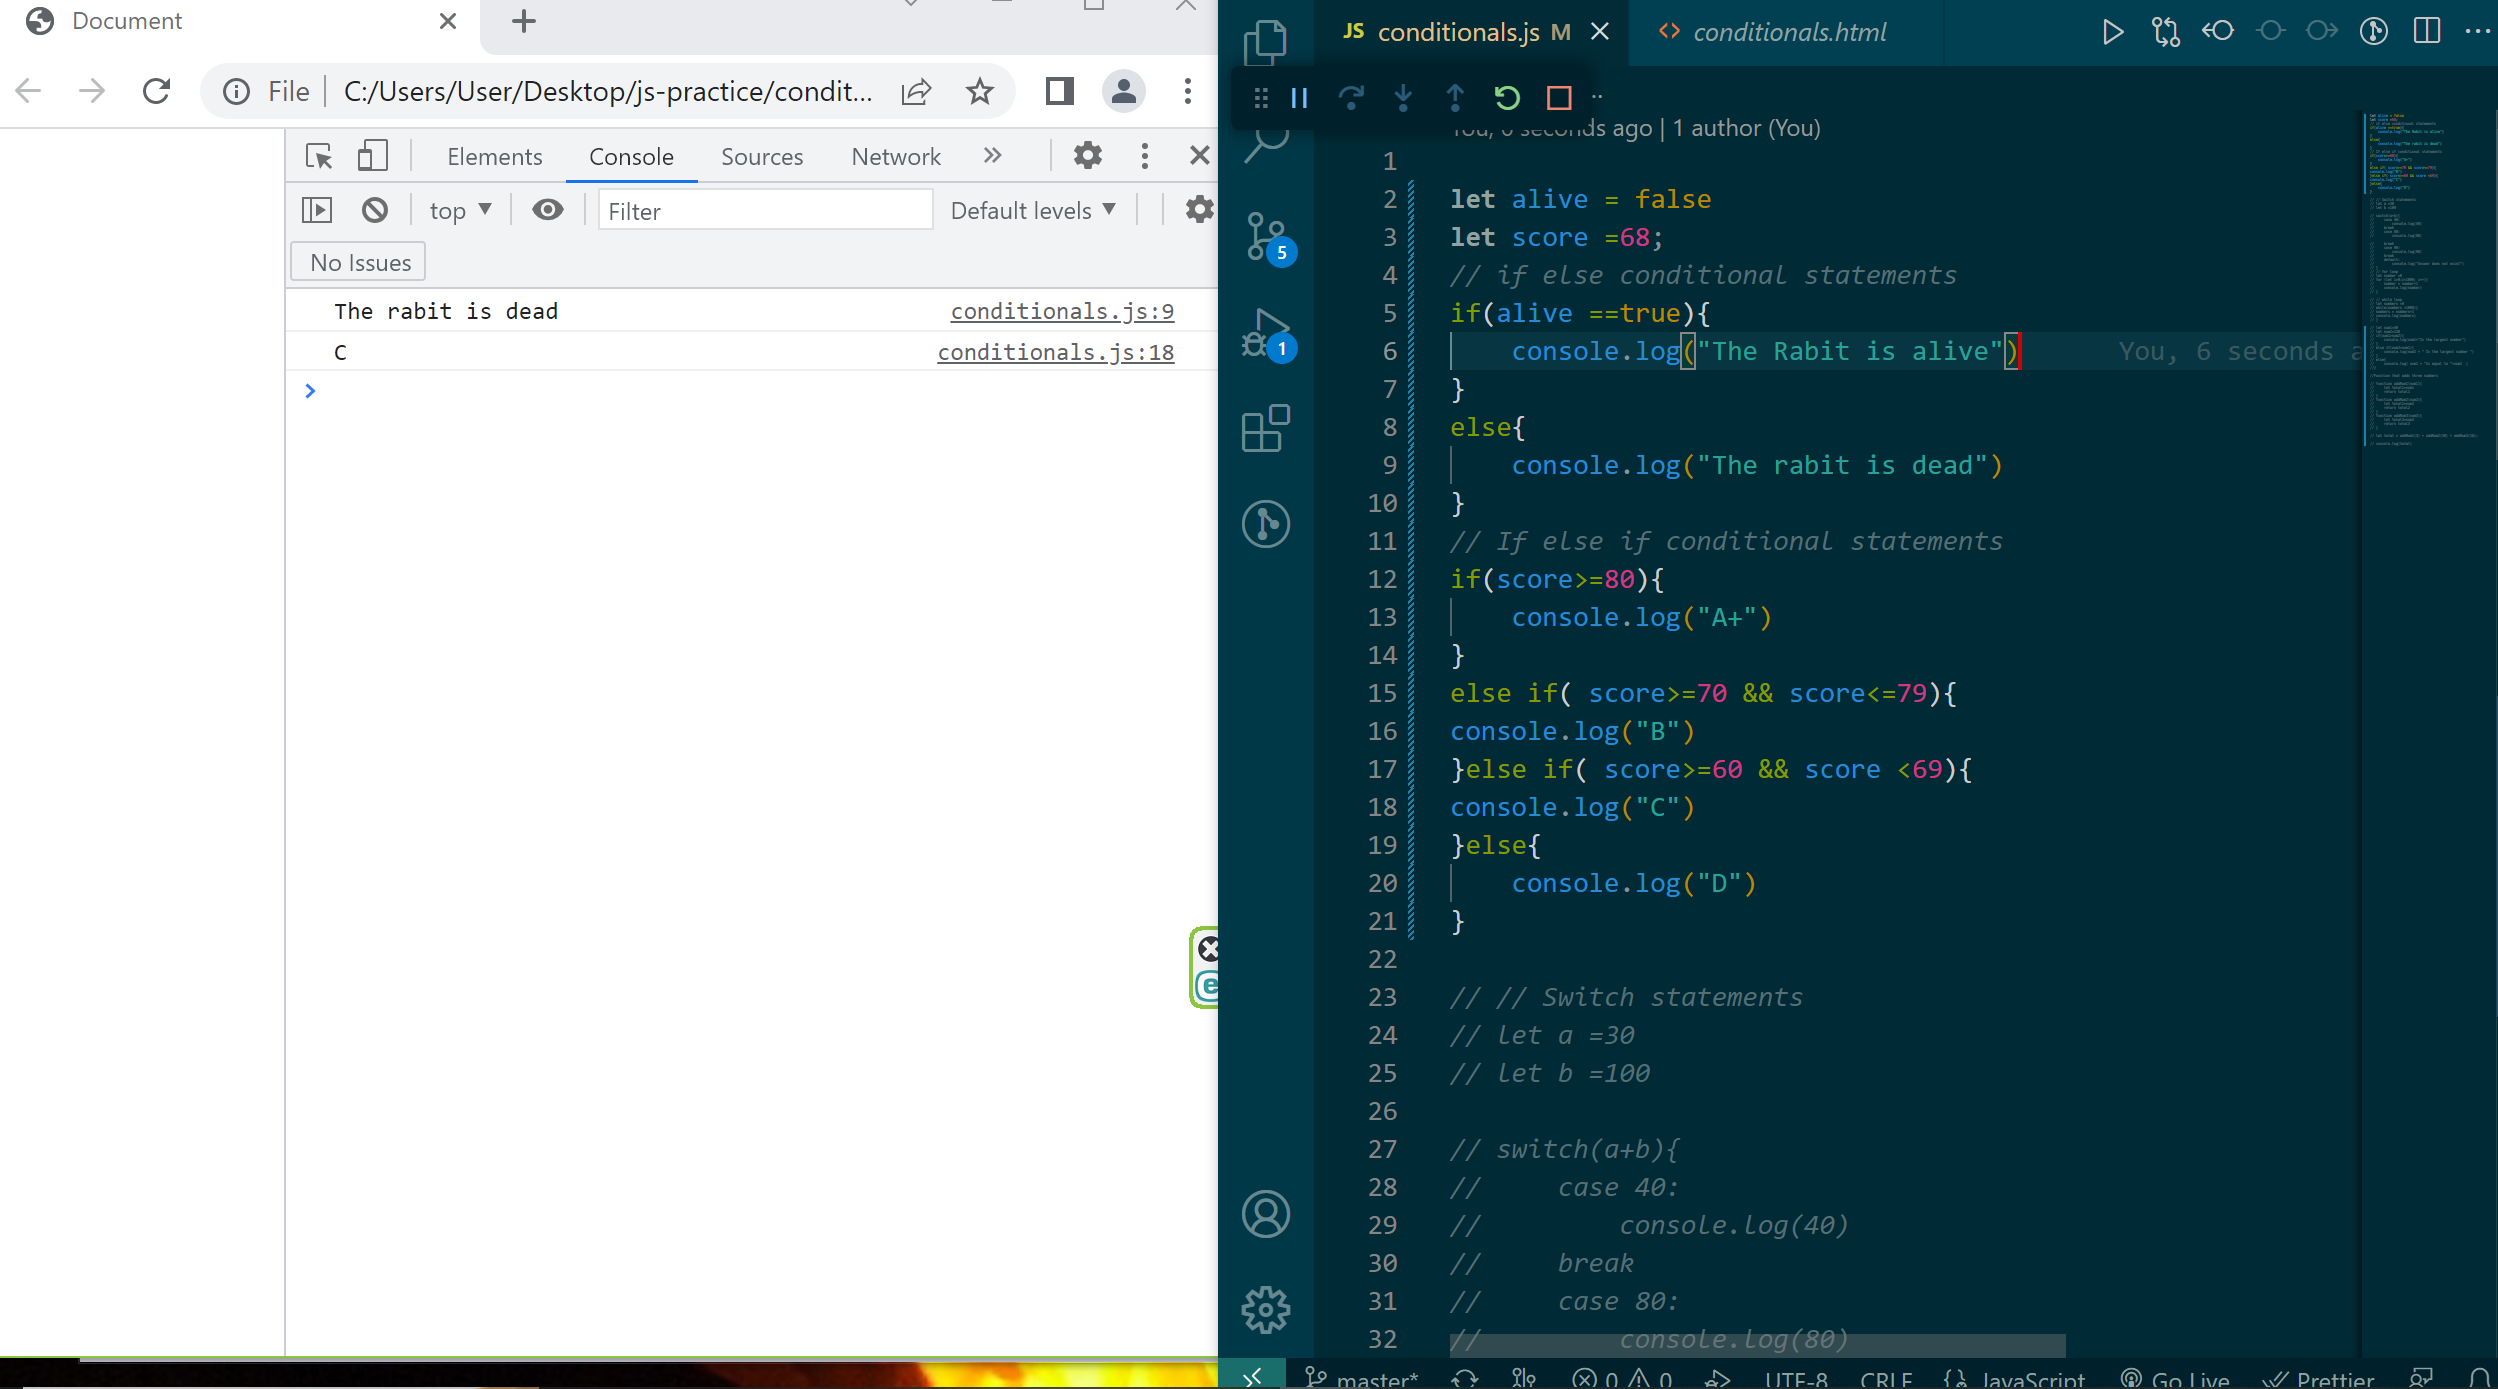 Document
File C:/Users/User/Desktop/js-practice/condit...
Elements Console Sources Network
top Filter Default levels
No Issues
The rabit is dead conditionals.js:9
C conditionals.js:18
JS conditionals.js M conditionals.html
seconds ago | 1 author (You)
5
1
1
2 let alive = false
3 let score =68;
4 // if else conditional statements
5 if(alive ==true){
6 console.log("The Rabit is alive") You, 6 seconds a
7 }
8 else{
9 console.log("The rabit is dead")
10 }
11 // If else if conditional statements
12 if(score>=80){
13 console.log("A+")
14 }
15 else if( score>=70 && score<=79){
16 console.log("B")
17 }else if( score>=60 && score <69){
18 console.log("C")
19 }else{
20 console.log("D")
21 }
22
23 // // Switch statements
24 // let a =30
25 // let b =100
26
27 // switch(a+b){
28 // case 40:
29 // console.log(40)
30 // break
31 // case 80:
32 // console.log(80)
master* 0 0 UTF-8 CRLF JavaScript Go Live Prettier